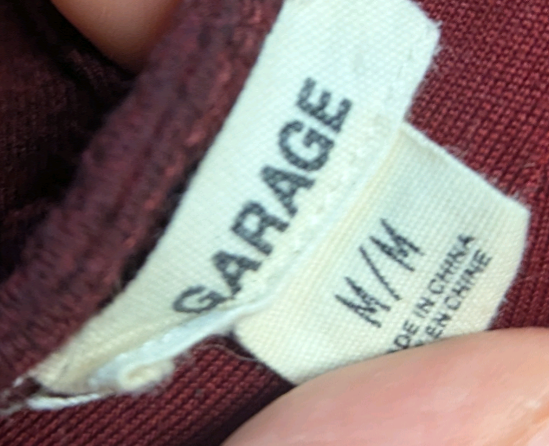 GARAGE
M/M
DE IN CHINA
EN CHINE